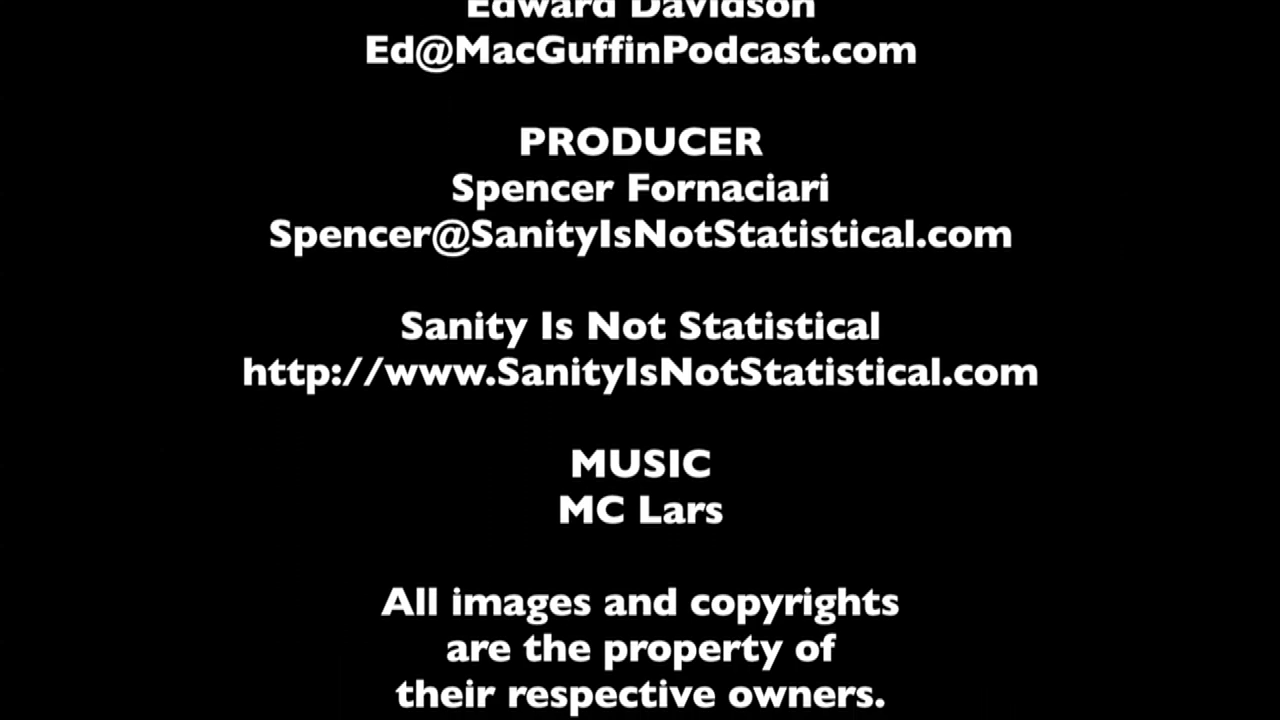 Edward Davidson
Ed@MacGuffinPodcast.com
PRODUCER
Spencer Fornaciari
Spencer@SanityIsNotStatistical.com
Sanity Is Not Statistical
http://www.SanityIsNotStatistical.com
MUSIC
MC Lars
All images and copyrights
are the property of
their respective owners.